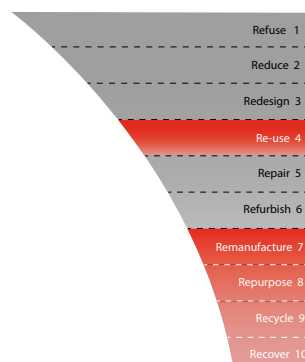 Refuse 1
Reduce 2
Redesign 3
Re-use 4
Repair 5
Refurbish 6
Remanufacture 7
Repurpose 8
Recycle 9
Recover 10